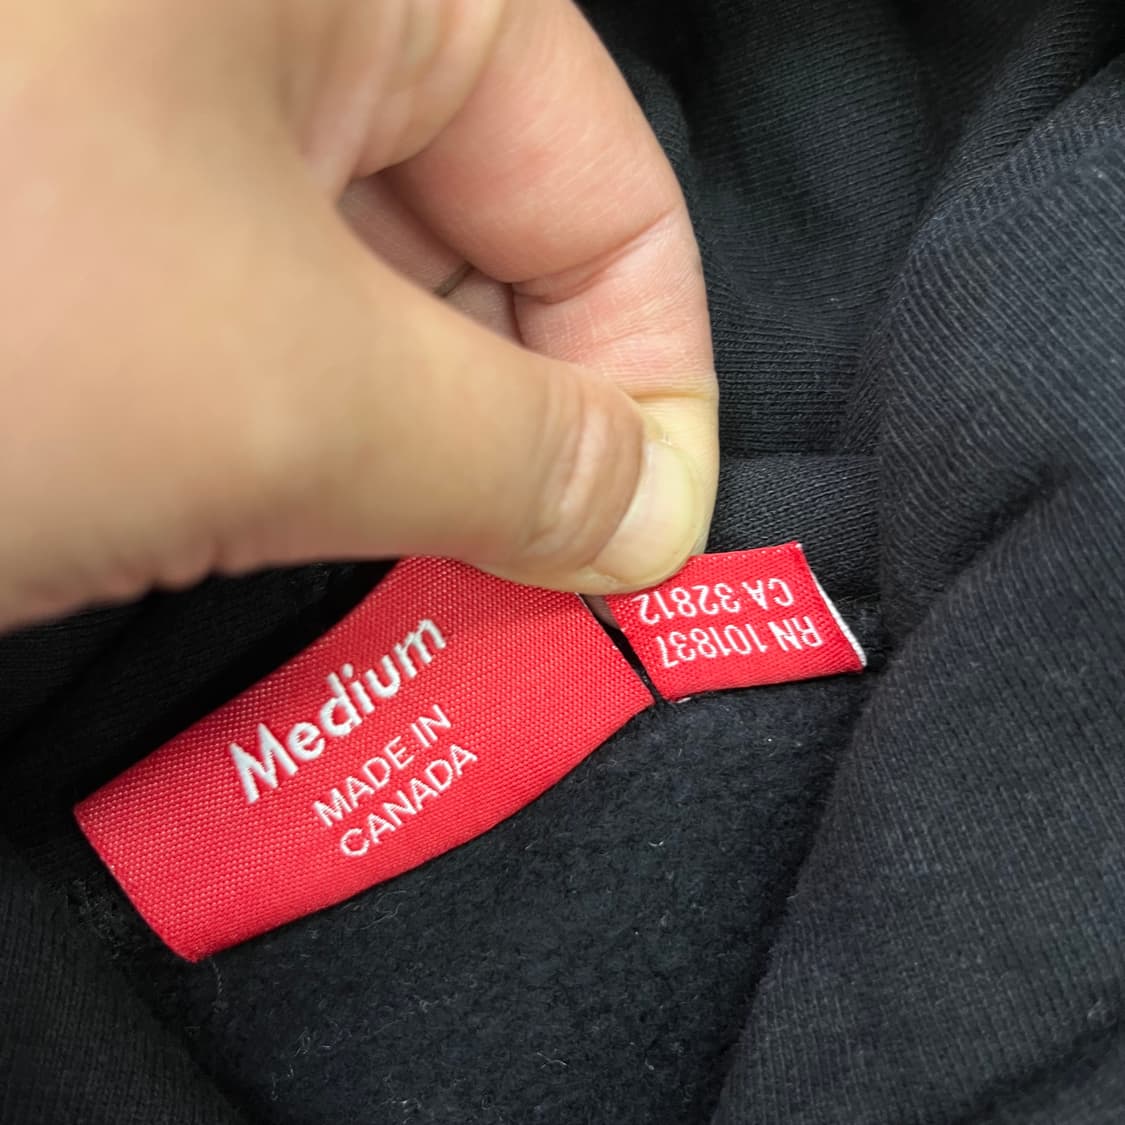 Medium
MADE IN
CANADA
RN 101837
CA 32812